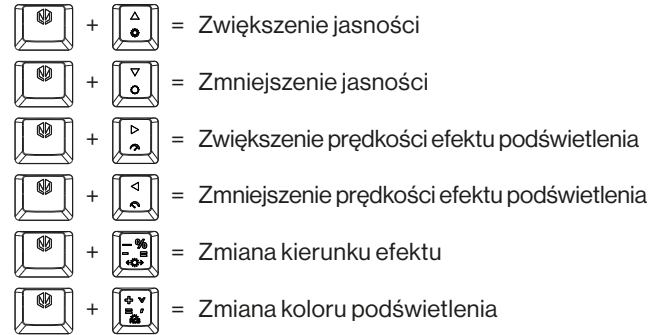 + = Zwiększenie jasności
+ = Zmniejszenie jasności
+ = Zwiększenie prędkości efektu podświetlenia
+ = Zmniejszenie prędkości efektu podświetlenia
+ - % - = = Zmiana kierunku efektu
+ + ˇ = , = Zmiana koloru podświetlenia